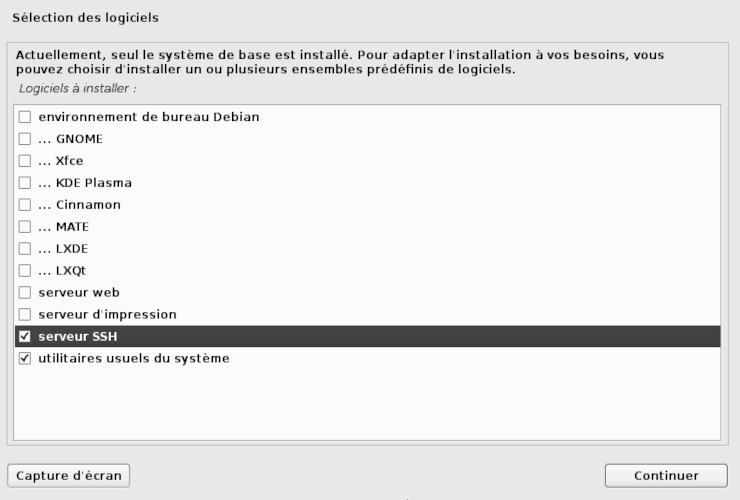 Sélection des logiciels
Actuellement, seul le système de base est installé. Pour adapter l'installation à vos besoins, vous
pouvez choisir d'installer un ou plusieurs ensembles prédéfinis de logiciels.
Logiciels à installer :
environnement de bureau Debian
... GNOME
... Xfce
... KDE Plasma
... Cinnamon
... MATE
... LXDE
... LXQt
serveur web
serveur d'impression
serveur SSH
utilitaires usuels du système
Capture d'écran
Continuer